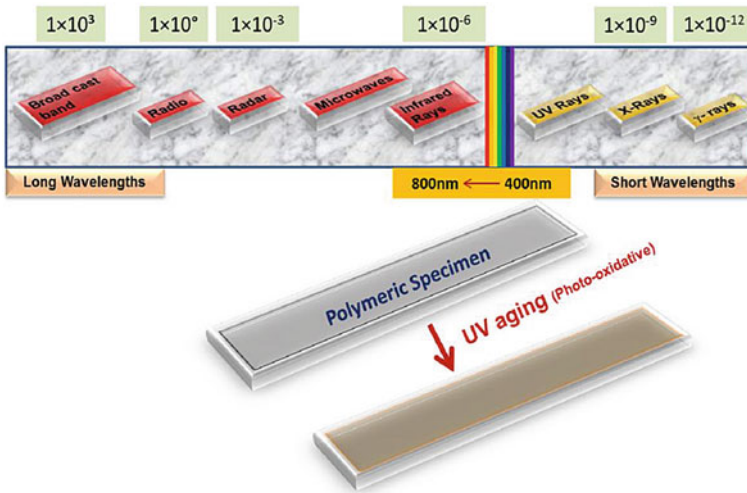 1×10³
1×10°
1×10⁻³
1×10⁻⁶
1×10⁻⁹
1×10⁻¹²
Broad cast
band
Radio
Radar
Microwaves
Infrared
Rays
UV Rays
X-Rays
γ- rays
Long Wavelengths
800nm ← 400nm
Short Wavelengths
Polymeric Specimen
UV aging (Photo-oxidative)